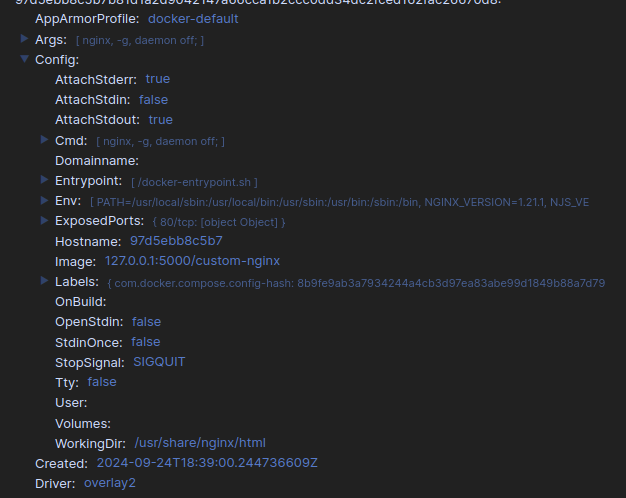 AppArmorProfile: docker-default
Args: [ nginx, -g, daemon off; ]
Config:
AttachStderr: true
AttachStdin: false
AttachStdout: true
Cmd: [ nginx, -g, daemon off; ]
Domainname:
Entrypoint: [ /docker-entrypoint.sh ]
Env: [ PATH=/usr/local/sbin:/usr/local/bin:/usr/sbin:/usr/bin:/sbin:/bin, NGINX_VERSION=1.21.1, NJS_VE
ExposedPorts: { 80/tcp: [object Object] }
Hostname: 97d5ebb8c5b7
Image: 127.0.0.1:5000/custom-nginx
Labels: { com.docker.compose.config-hash: 8b9fe9ab3a7934244a4cb3d97ea83abe99d1849b88a7d79
OnBuild:
OpenStdin: false
StdinOnce: false
StopSignal: SIGQUIT
Tty: false
User:
Volumes:
WorkingDir: /usr/share/nginx/html
Created: 2024-09-24T18:39:00.244736609Z
Driver: overlay2